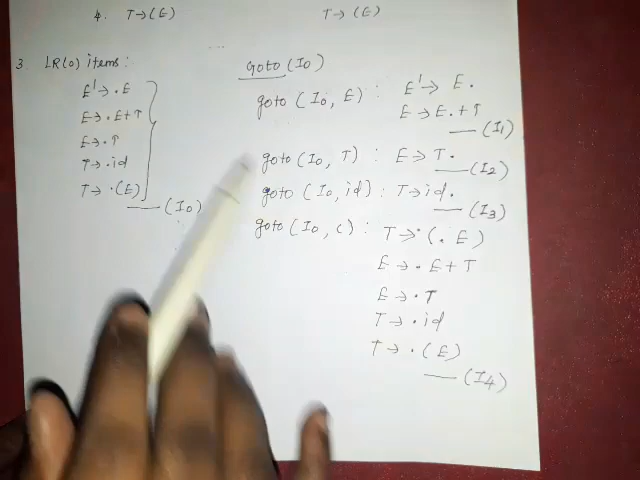 4. T→(E)
T→(E)
3. LR(0) items:
E'→.E
E→.E+T
E→.T
T→.id
T→.(E)
(I0)
Goto (I0)
goto (I0, E) : E'→ E.
E→E.+T
(I1)
goto (I0, T) : E→T.
(I2)
goto (I0, id) : T→id.
(I3)
goto (I0, ( ) : T→(.E)
E→.E+T
E→.T
T→.id
T→.(E)
(I4)